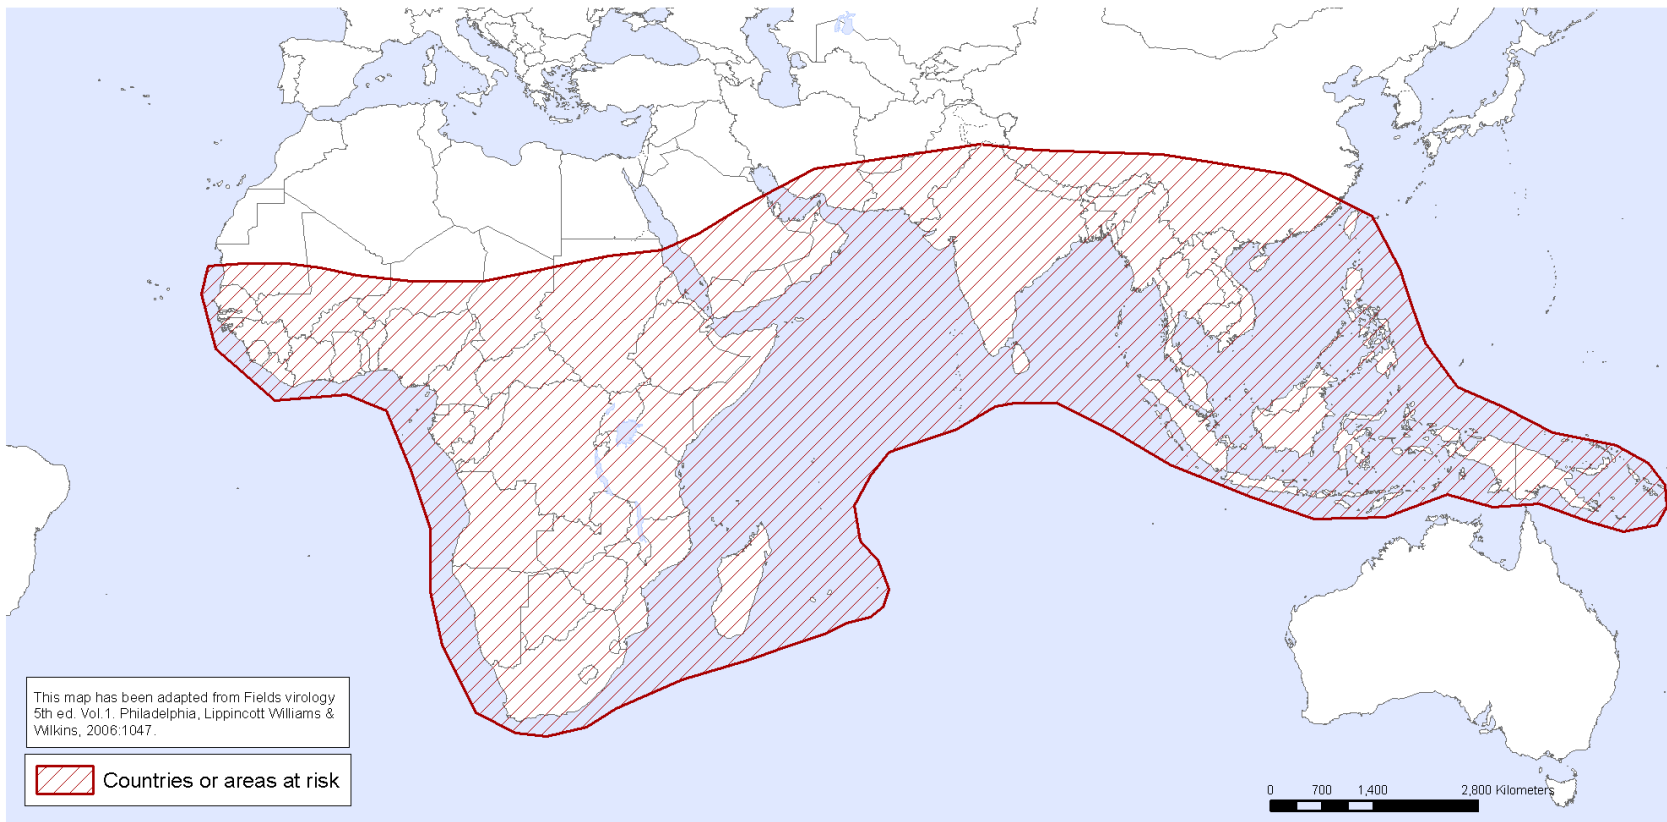 This map has been adapted from Fields virology
5th ed. Vol.1. Philadelphia, Lippincott Williams &
Wilkins, 2006:1047.
Countries or areas at risk
0 700 1,400 2,800 Kilometers